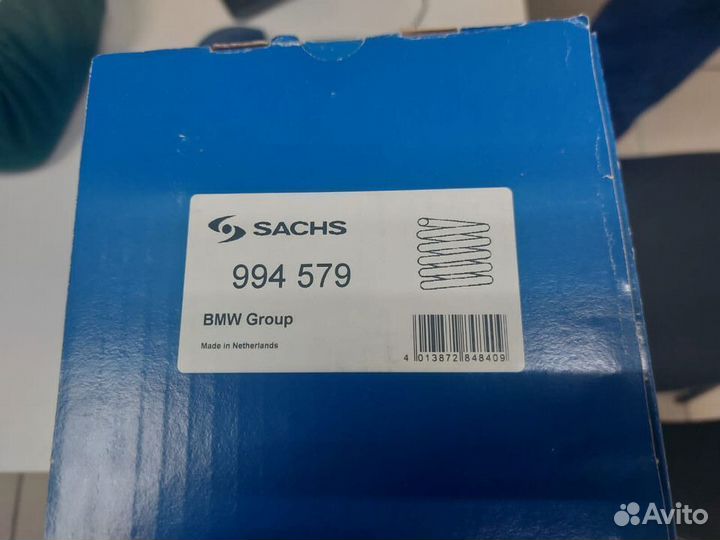 SACHS
994 579
BMW Group
Made in Netherlands
4 013872 848409
Avito